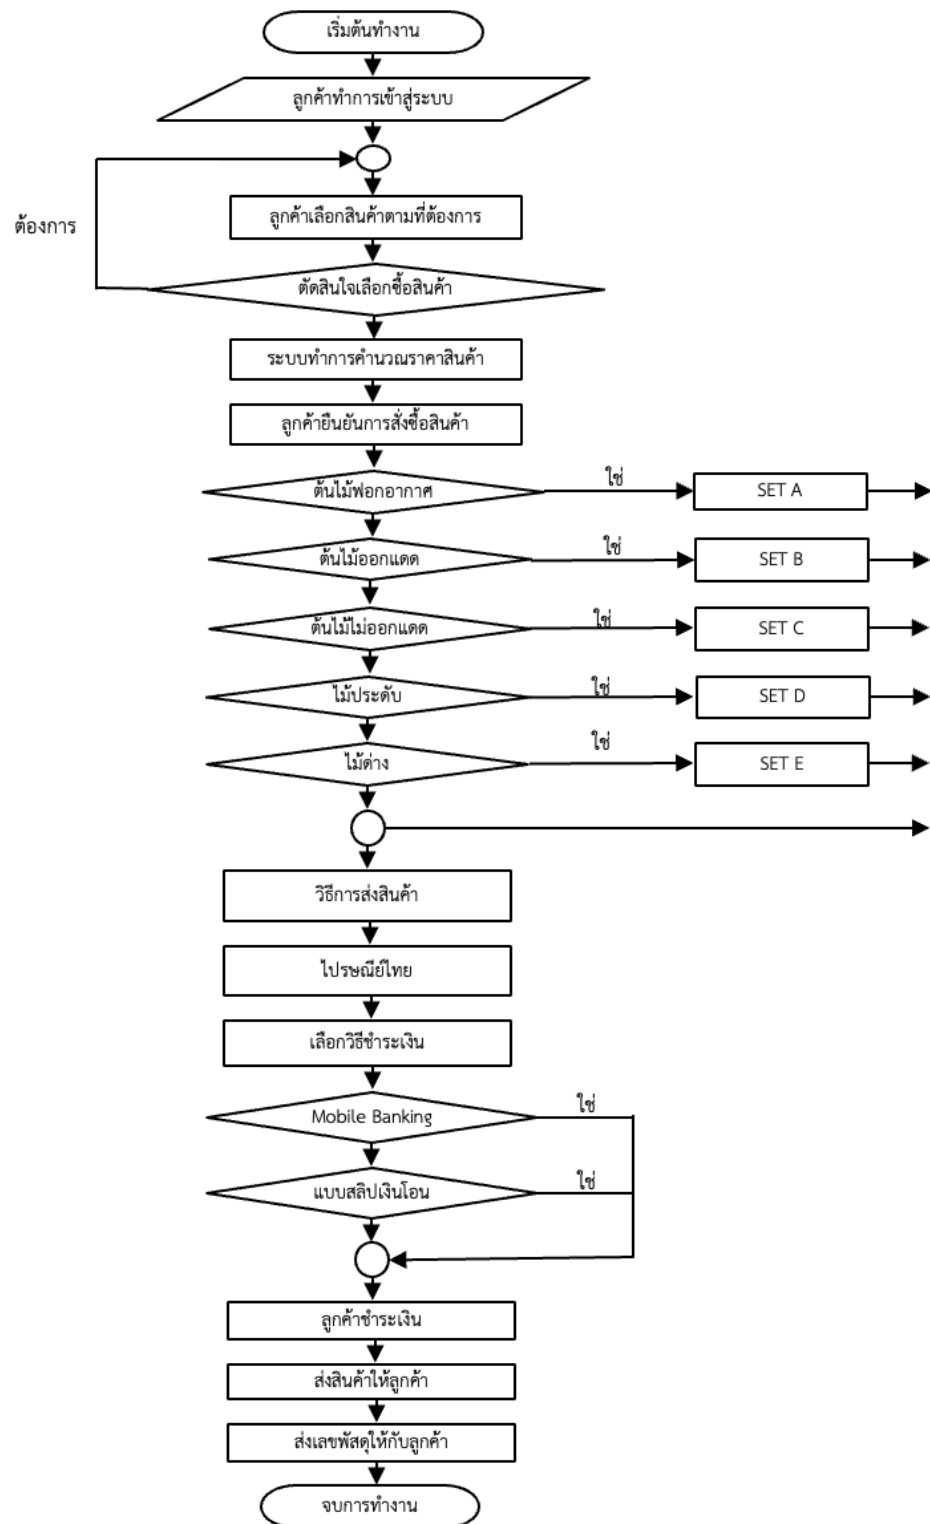 เริ่มต้นทำงาน
ลูกค้าทำการเข้าสู่ระบบ
ต้องการ
ลูกค้าเลือกสินค้าตามที่ต้องการ
ตัดสินใจเลือกซื้อสินค้า
ระบบทำการคำนวณราคาสินค้า
ลูกค้ายืนยันการสั่งซื้อสินค้า
ต้นไม้ฟอกอากาศ
ใช่
SET A
ต้นไม้ออกแดด
ใช่
SET B
ต้นไม้ไม่ออกแดด
ใช่
SET C
ไม้ประดับ
ใช่
SET D
ไม้ด่าง
ใช่
SET E
วิธีการส่งสินค้า
ไปรษณีย์ไทย
เลือกวิธีชำระเงิน
Mobile Banking
ใช่
แบบสลิปเงินโอน
ใช่
ลูกค้าชำระเงิน
ส่งสินค้าให้ลูกค้า
ส่งเลขพัสดุให้กับลูกค้า
จบการทำงาน